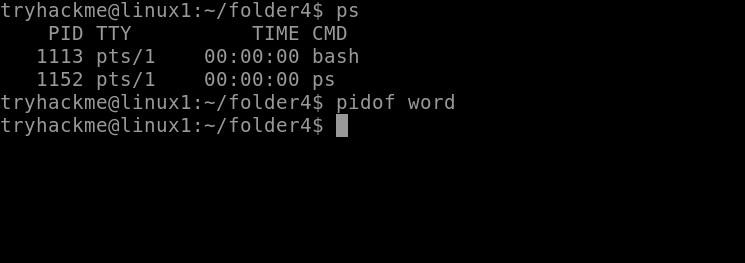 tryhackme@linux1:~/folder4$ ps
    PID TTY          TIME CMD
   1113 pts/1    00:00:00 bash
   1152 pts/1    00:00:00 ps
tryhackme@linux1:~/folder4$ pidof word
tryhackme@linux1:~/folder4$